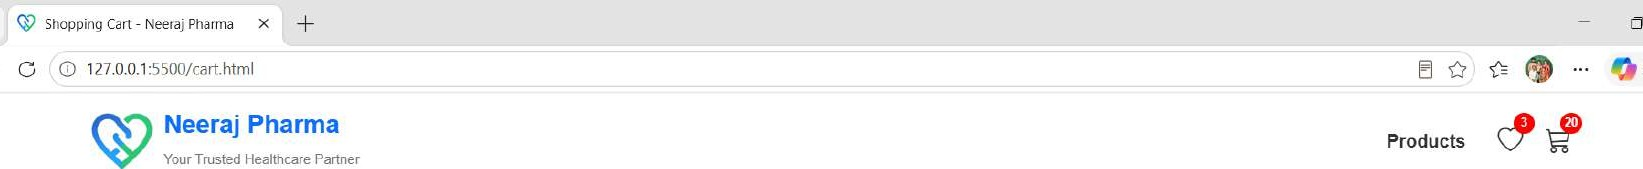 Shopping Cart - Neeraj Pharma
127.0.0.1:5500/cart.html
Neeraj Pharma
Your Trusted Healthcare Partner
Products
3
20